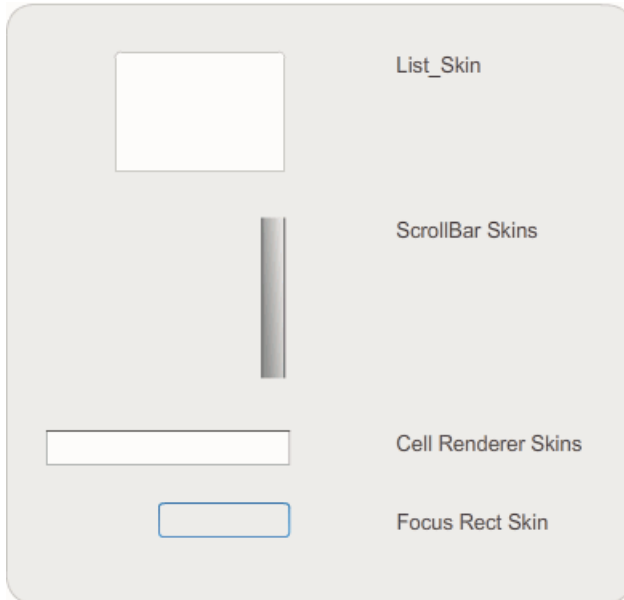 List_Skin
ScrollBar Skins
Cell Renderer Skins
Focus Rect Skin